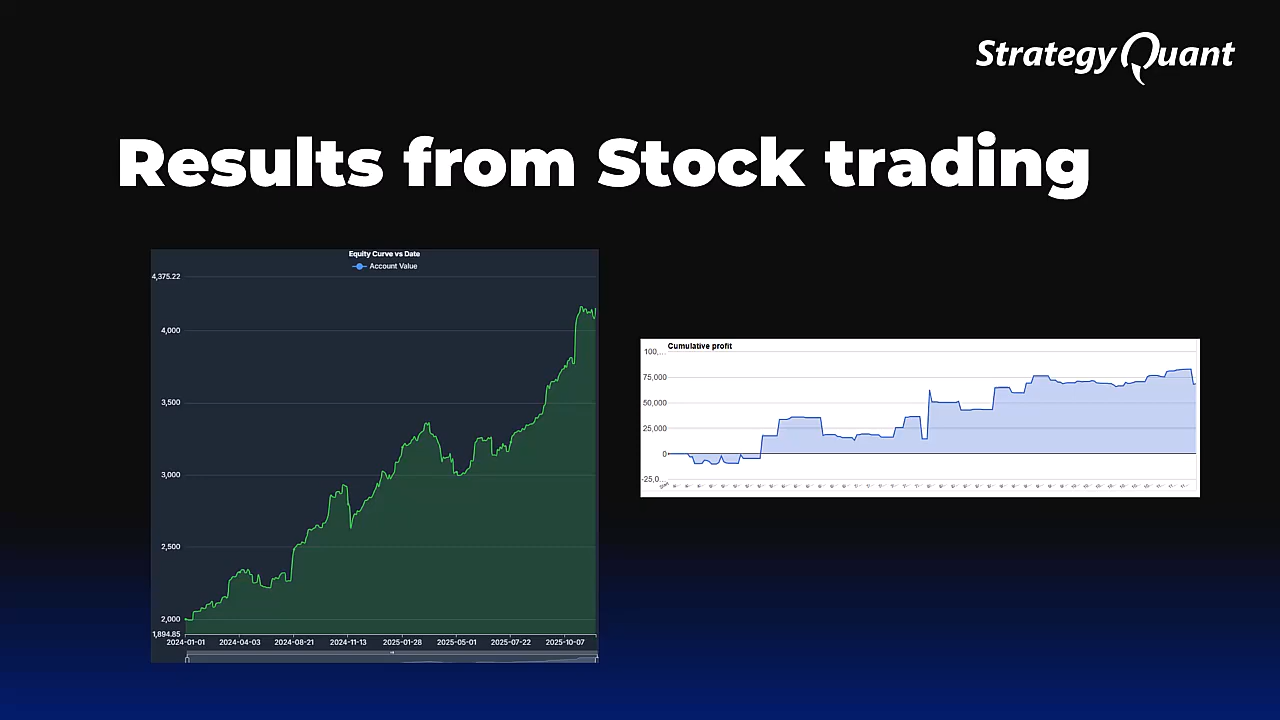 StrategyQuant
Results from Stock trading
Equity Curve vs Date
Account Value
4,375.22
4,000
3,500
3,000
2,500
2,000
1,894.85
2024-01-01 2024-04-03 2024-08-21 2024-11-13 2025-01-28 2025-05-01 2025-07-22 2025-10-07
Cumulative profit
100,...
75,000
50,000
25,000
0
-25,0...